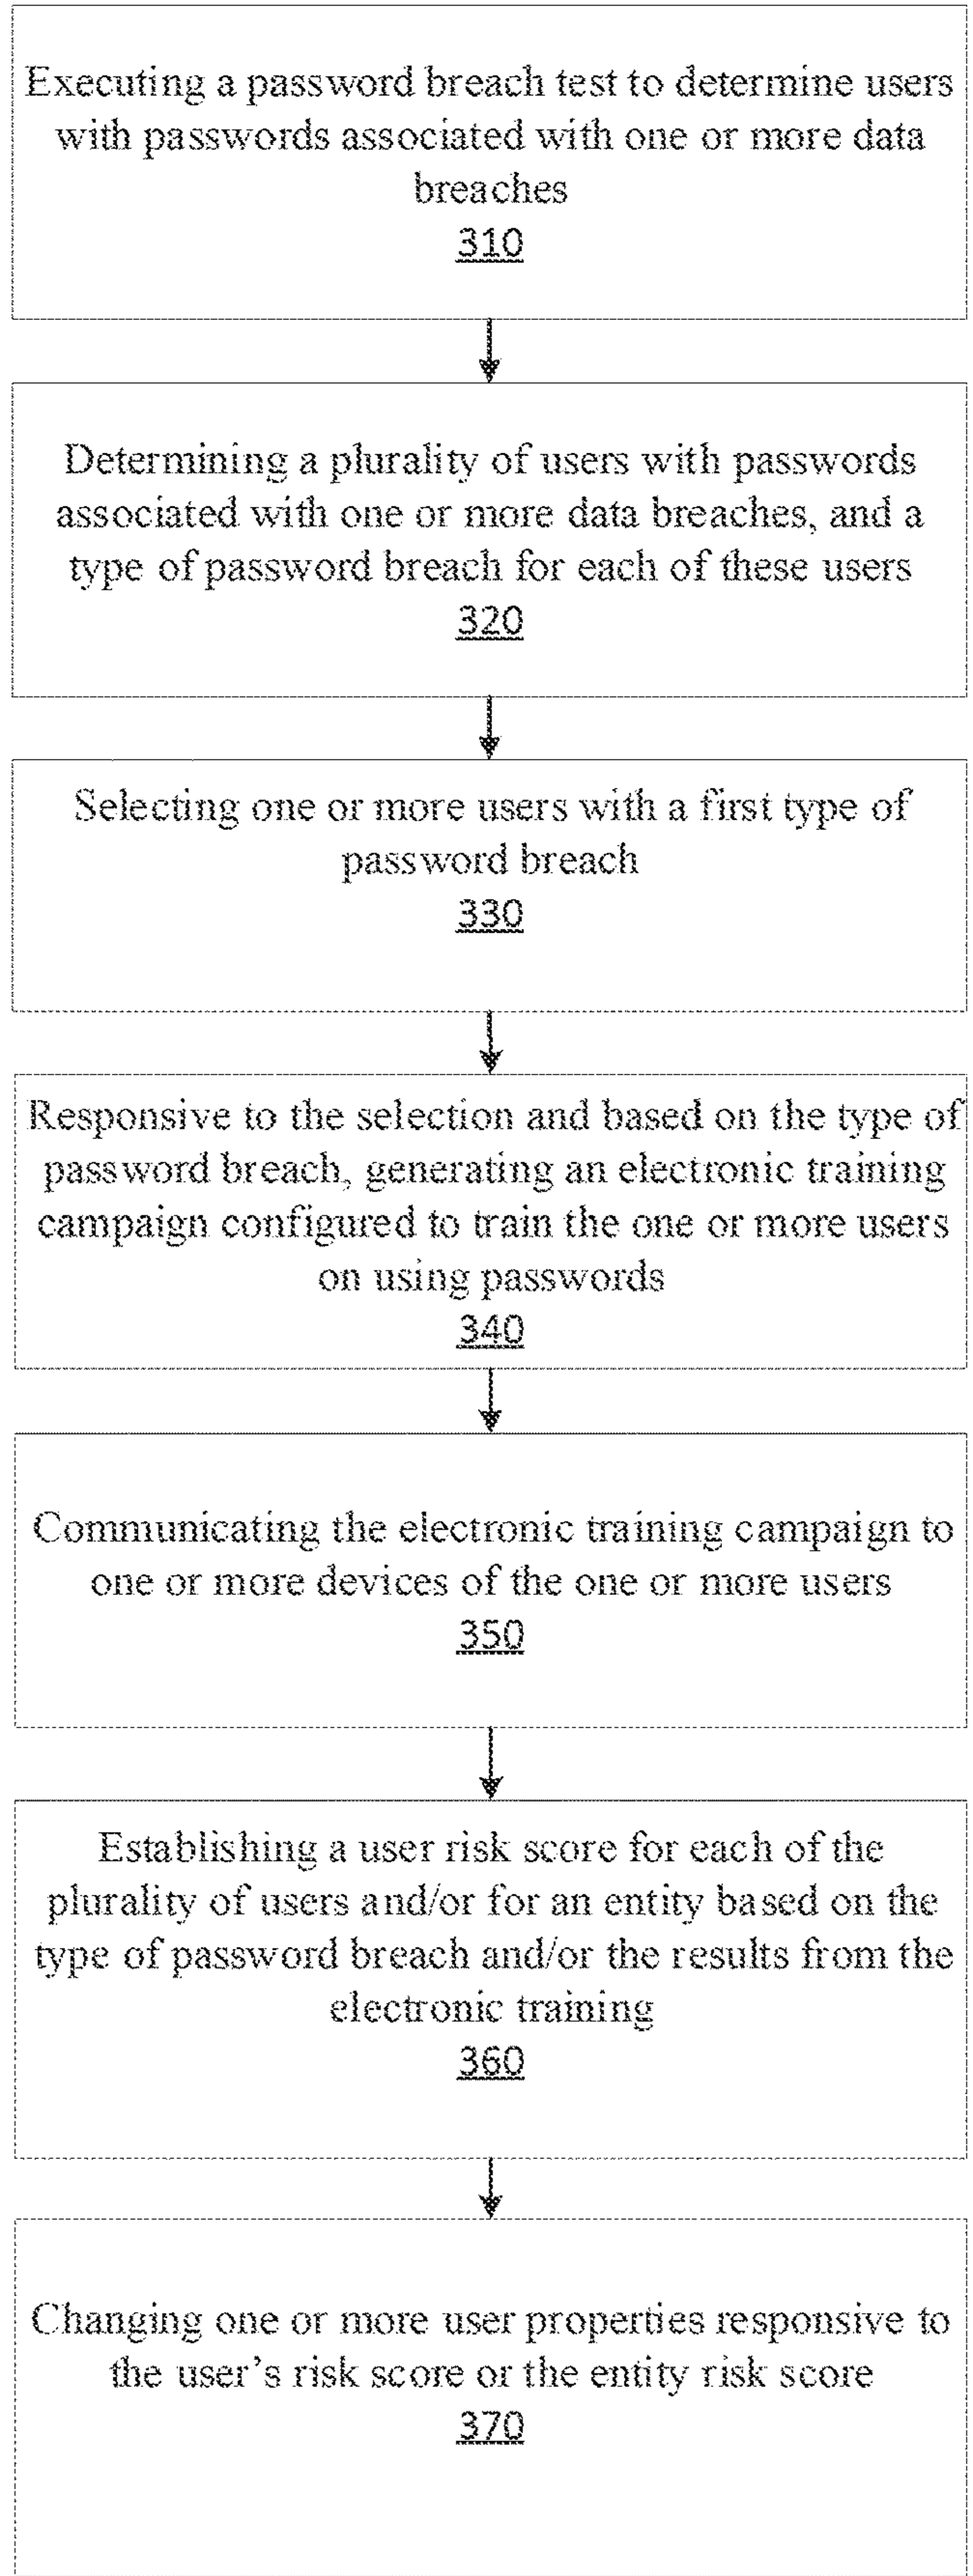 Executing a password breach test to determine users
with passwords associated with one or more data
breaches
310
Determining a plurality of users with passwords
associated with one or more data breaches, and a
type of password breach for each of these users
320
Selecting one or more users with a first type of
password breach
330
Responsive to the selection and based on the type of
password breach, generating an electronic training
campaign configured to train the one or more users
on using passwords
340
Communicating the electronic training campaign to
one or more devices of the one or more users
350
Establishing a user risk score for each of the
plurality of users and/or for an entity based on the
type of password breach and/or the results from the
electronic training
360
Changing one or more user properties responsive to
the user's risk score or the entity risk score
370